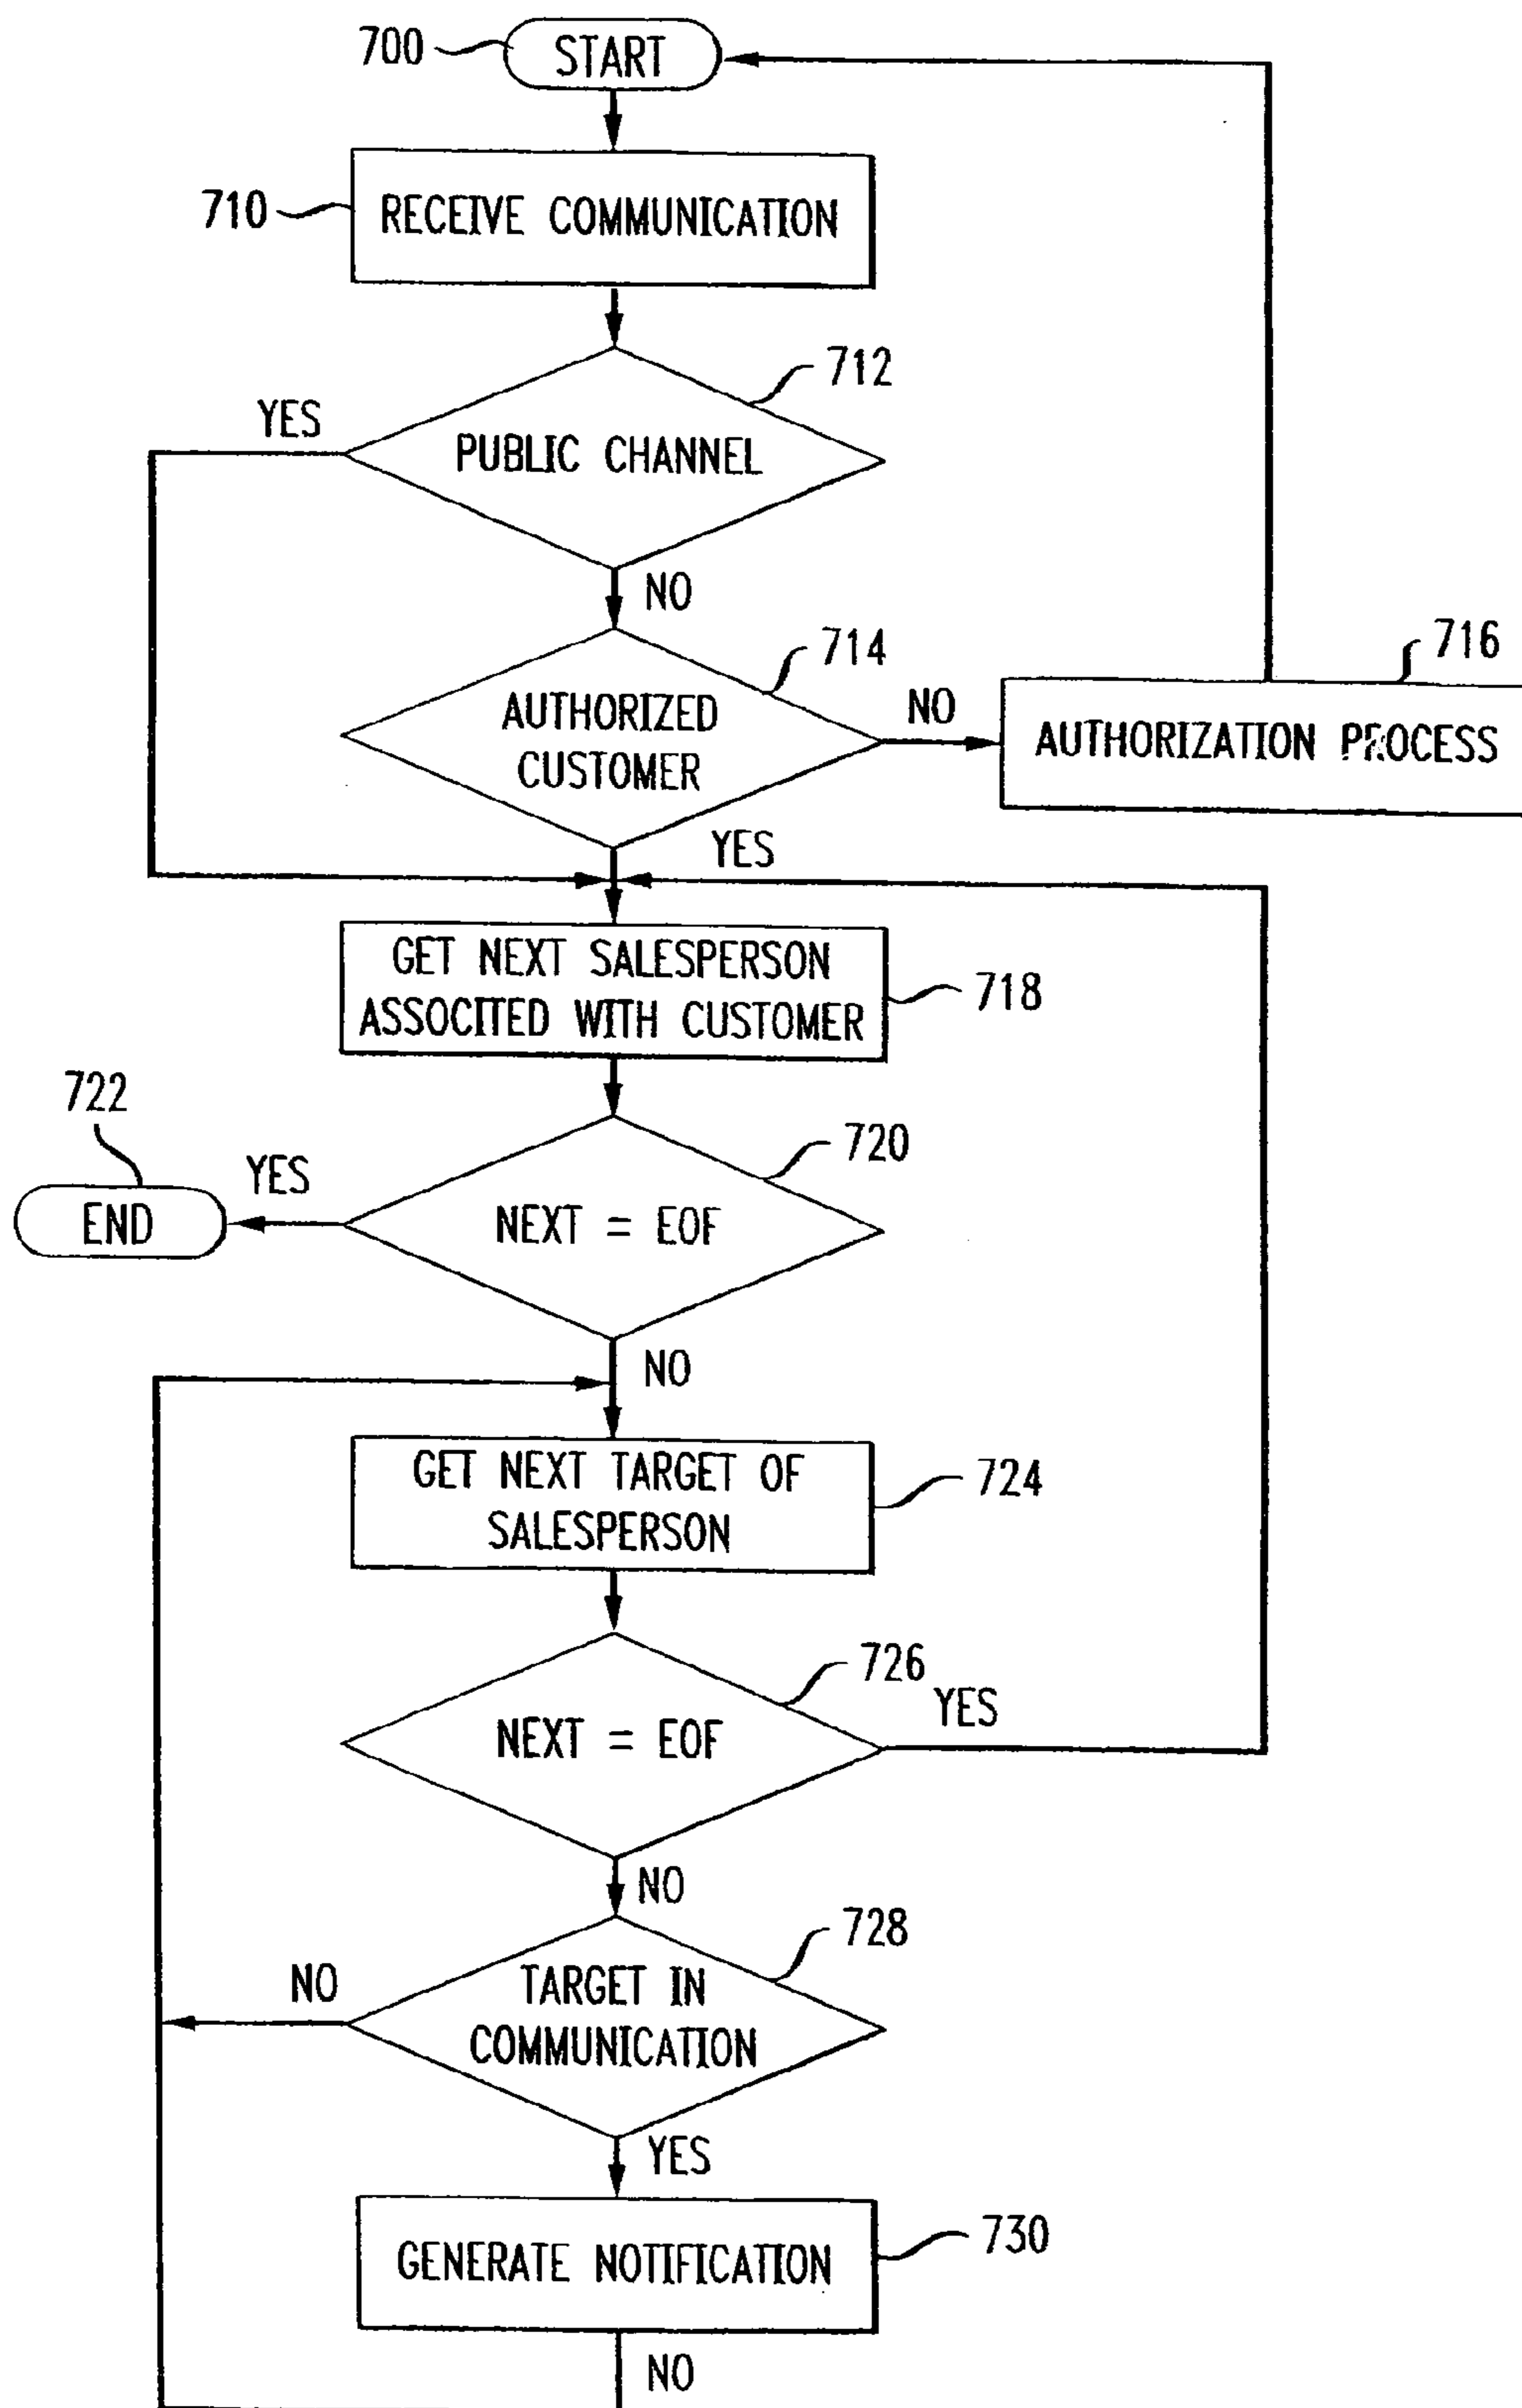 700
START
710
RECEIVE COMMUNICATION
712
YES
PUBLIC CHANNEL
NO
714
716
AUTHORIZED
CUSTOMER
NO
AUTHORIZATION PROCESS
YES
GET NEXT SALESPERSON
ASSOCITED WITH CUSTOMER
718
722
720
YES
END
NEXT = EOF
NO
GET NEXT TARGET OF
SALESPERSON
724
726
YES
NEXT = EOF
NO
728
NO
TARGET IN
COMMUNICATION
YES
730
GENERATE NOTIFICATION
NO